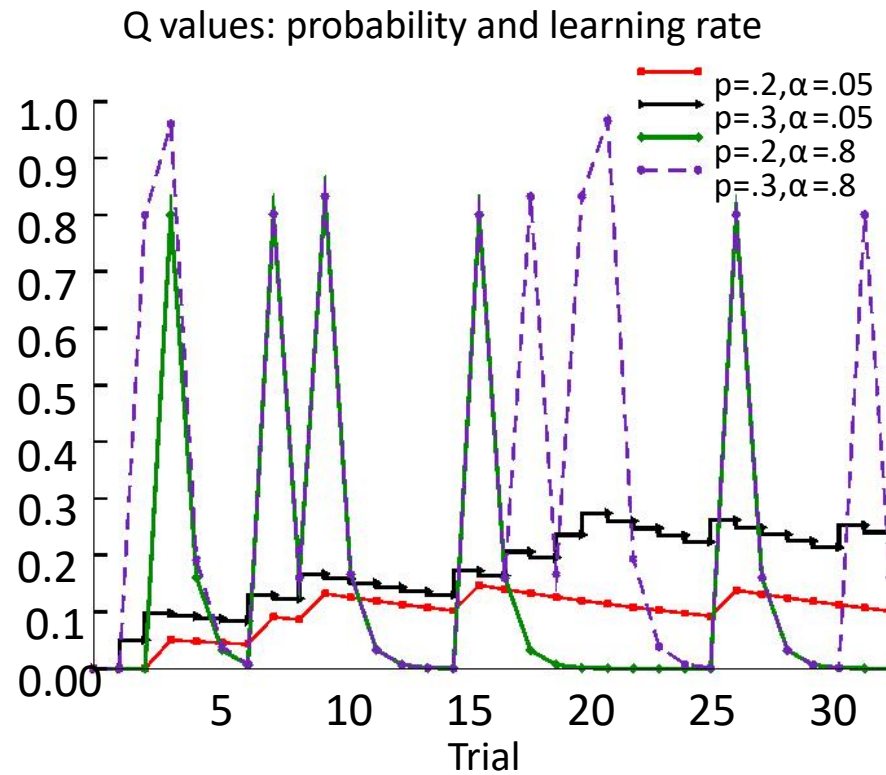 Q values: probability and learning rate
p=.2,α=.05
p=.3,α=.05
p=.2,α=.8
p=.3,α=.8
1.0
0.9
0.8
0.7
0.6
0.5
0.4
0.3
0.2
0.1
0.00
5 10 15 20 25 30
Trial